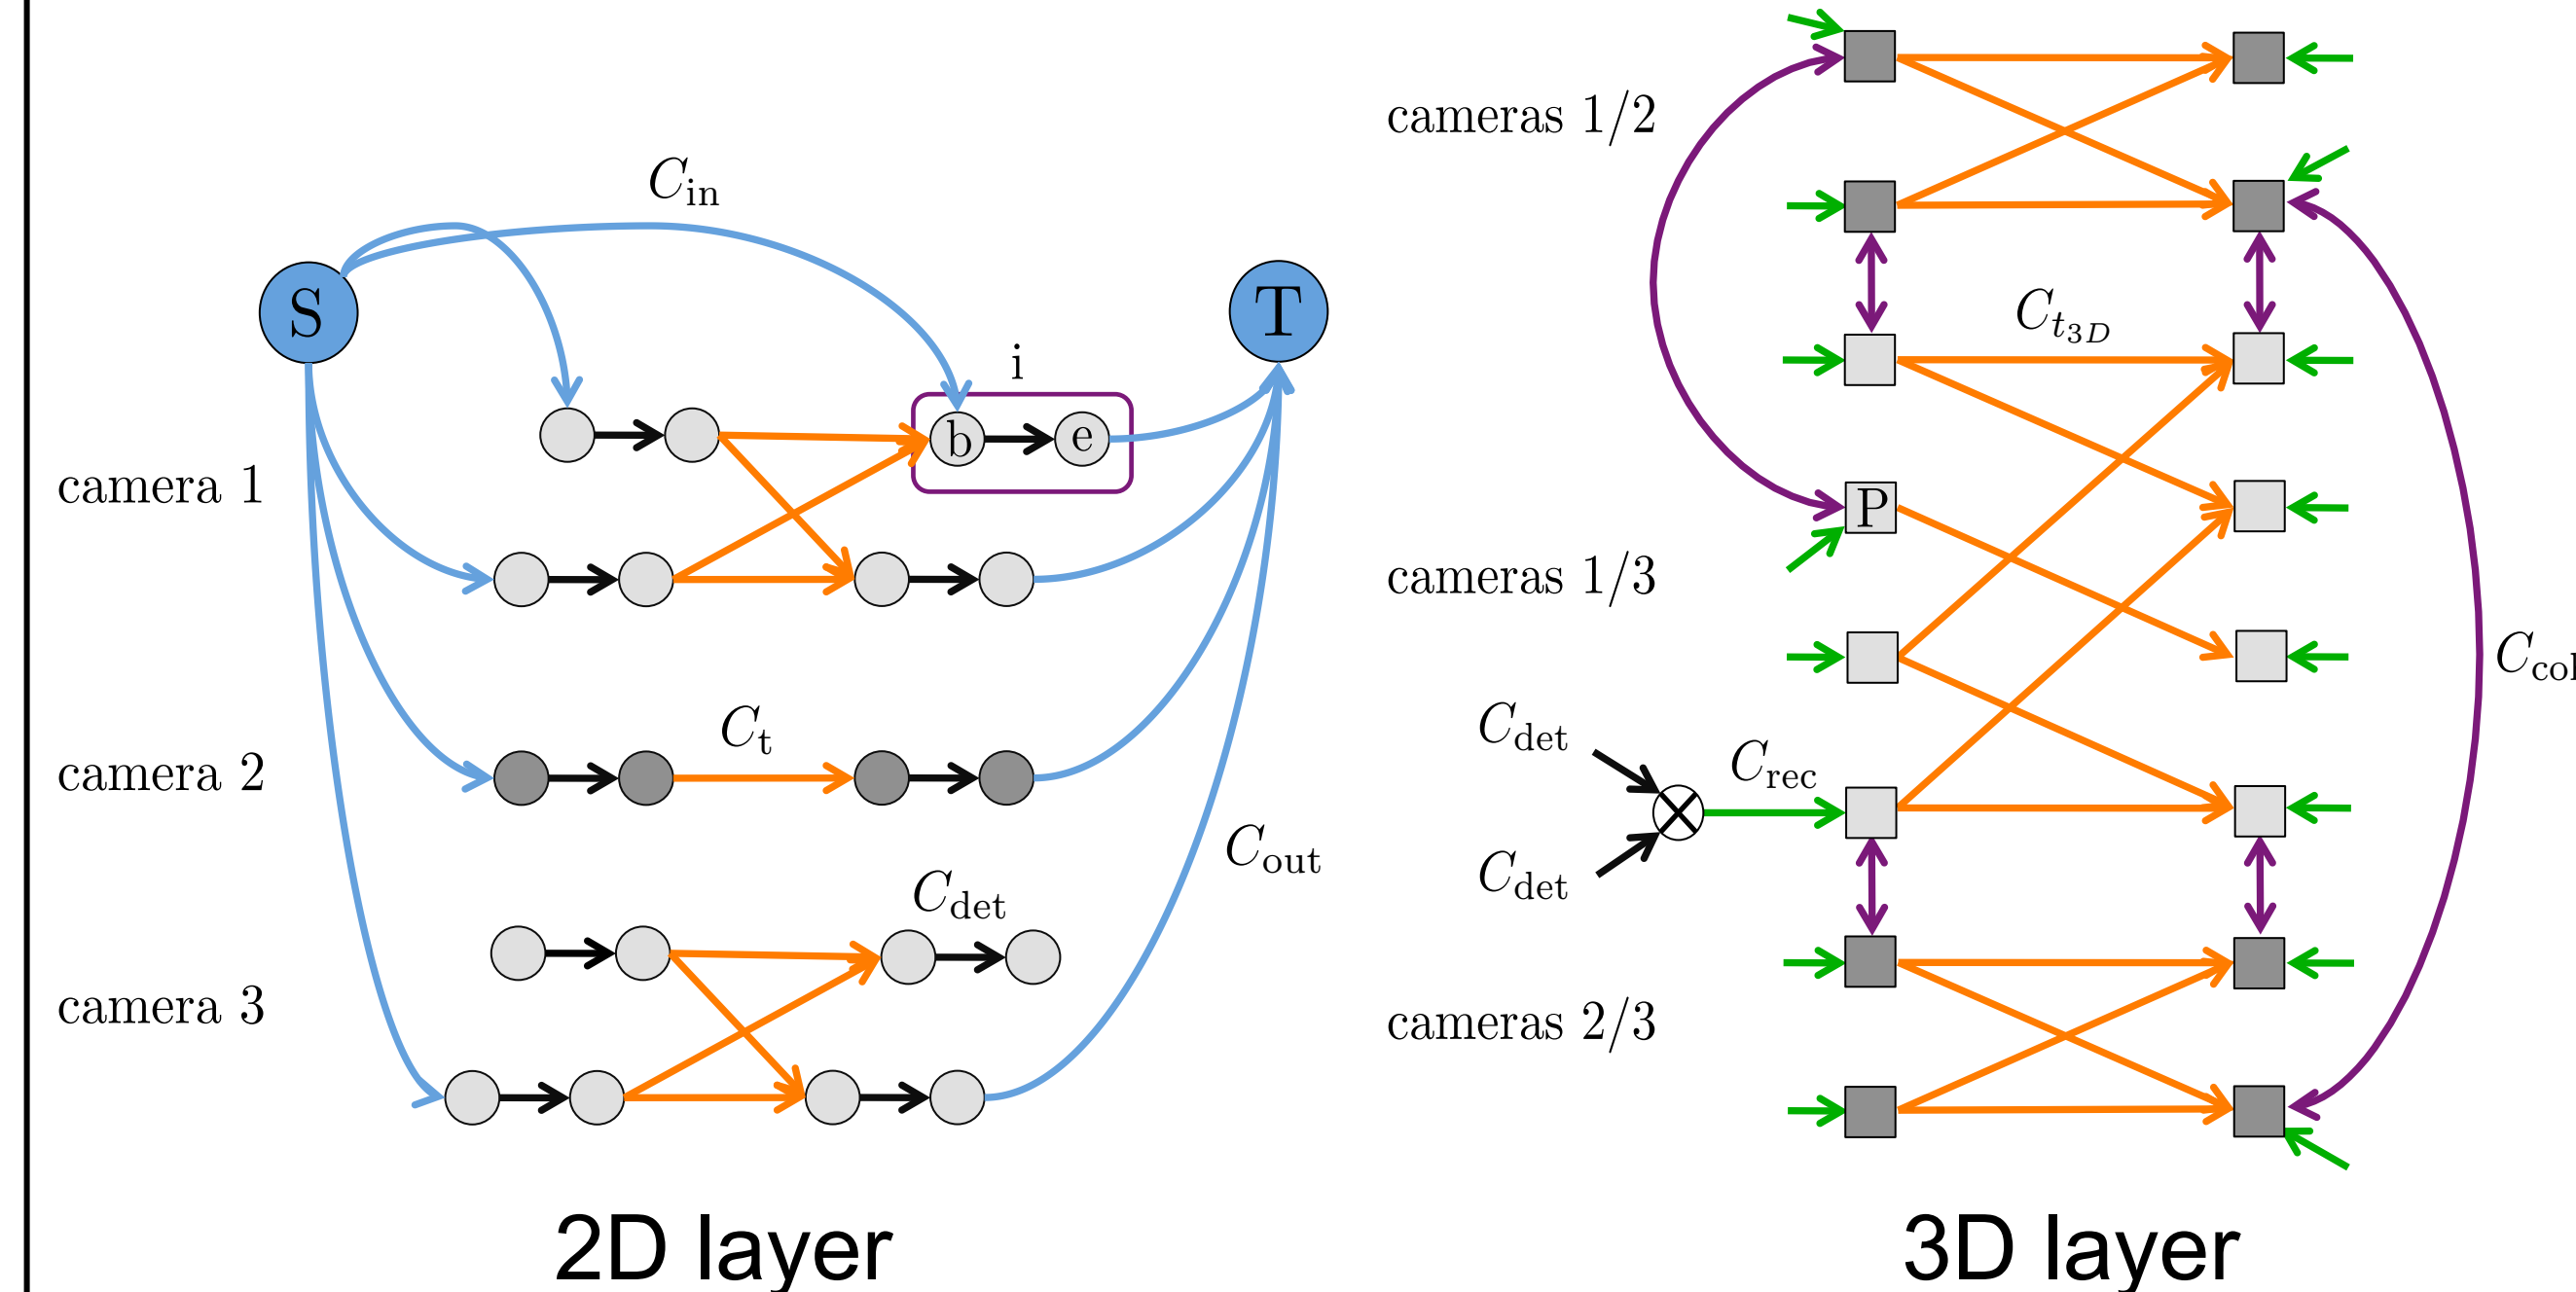 C_in
S
T
i
b e
camera 1
camera 2
C_t
C_out
C_det
camera 3
2D layer
cameras 1/2
C_t_3D
P
cameras 1/3
C_det
C_rec
C_det
cameras 2/3
3D layer